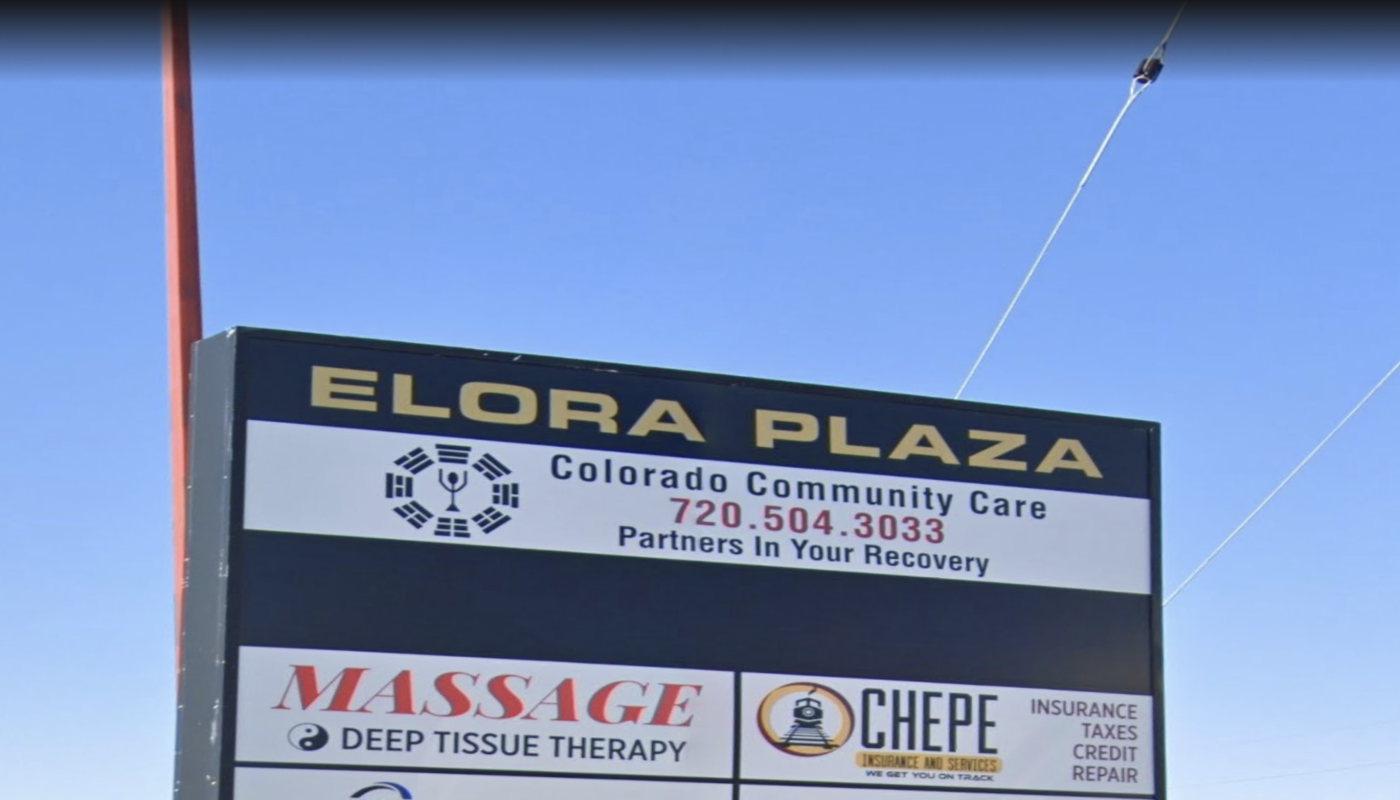 ELORA PLAZA
Colorado Community Care
720.504.3033
Partners In Your Recovery
MASSAGE
DEEP TISSUE THERAPY
CHEPE
INSURANCE AND SERVICES
WE GET YOU ON TRACK
INSURANCE
TAXES
CREDIT
REPAIR